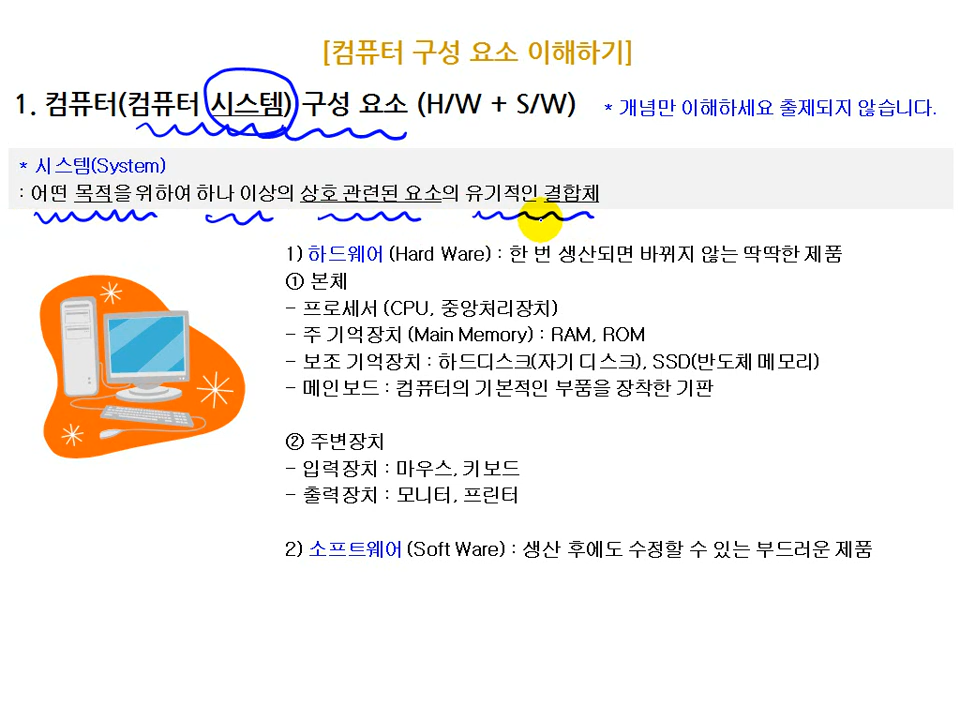 [컴퓨터 구성 요소 이해하기]
1. 컴퓨터(컴퓨터 시스템) 구성 요소 (H/W + S/W) * 개념만 이해하세요 출제되지 않습니다.
* 시스템(System)
: 어떤 목적을 위하여 하나 이상의 상호 관련된 요소의 유기적인 결합체
1) 하드웨어 (Hard Ware) : 한 번 생산되면 바뀌지 않는 딱딱한 제품
① 본체
- 프로세서 (CPU, 중앙처리장치)
- 주 기억장치 (Main Memory) : RAM, ROM
- 보조 기억장치 : 하드디스크(자기 디스크), SSD(반도체 메모리)
- 메인보드 : 컴퓨터의 기본적인 부품을 장착한 기판
② 주변장치
- 입력장치 : 마우스, 키보드
- 출력장치 : 모니터, 프린터
2) 소프트웨어 (Soft Ware) : 생산 후에도 수정할 수 있는 부드러운 제품